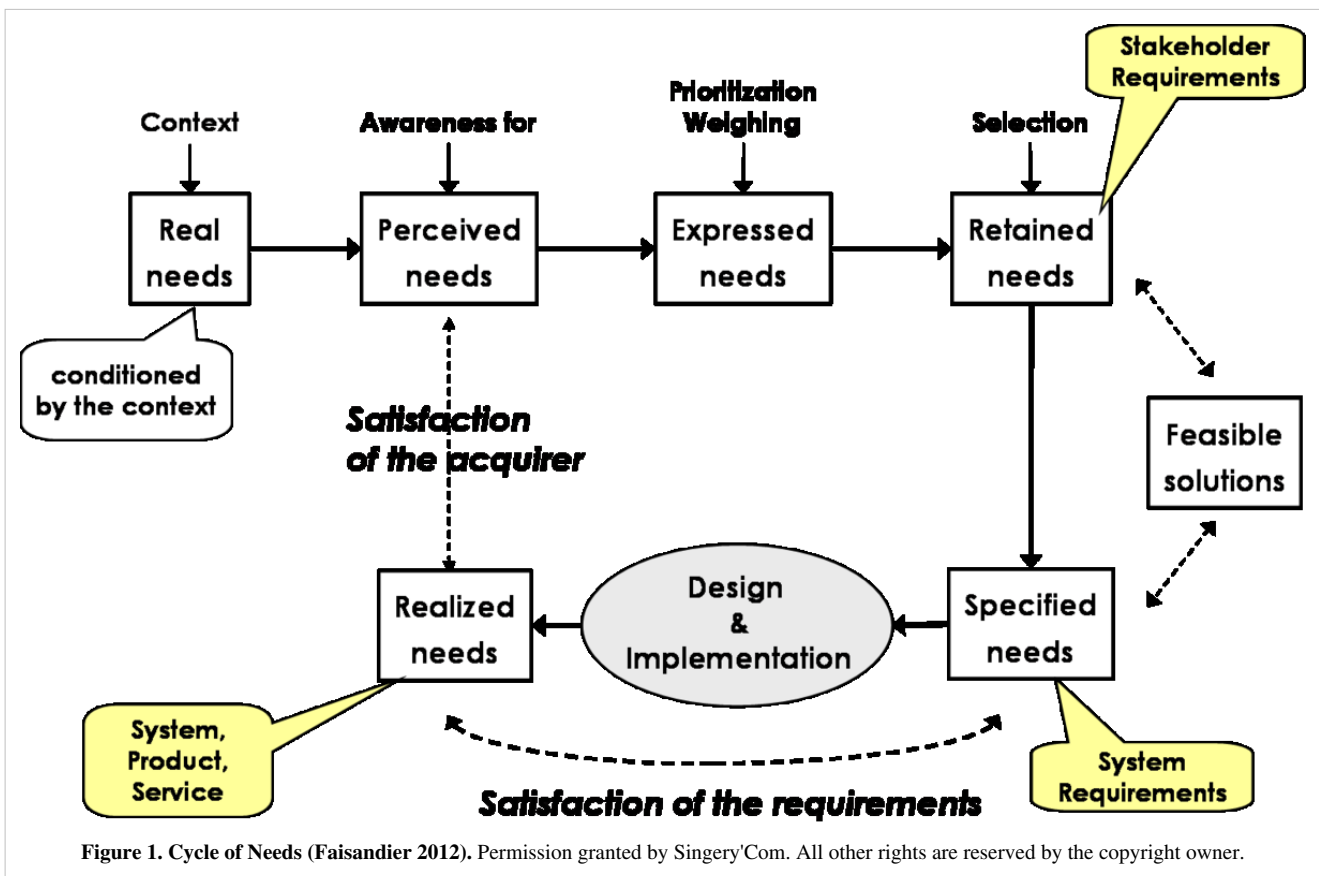 Stakeholder
Requirements
Context
Awareness for
Prioritization
Weighing
Selection
Real
needs
Perceived
needs
Expressed
needs
Retained
needs
conditioned
by the context
Satisfaction
of the acquirer
Feasible
solutions
Realized
needs
Design
&
Implementation
Specified
needs
System,
Product,
Service
System
Requirements
Satisfaction of the requirements
Figure 1. Cycle of Needs (Faisandier 2012). Permission granted by Singery'Com. All other rights are reserved by the copyright owner.